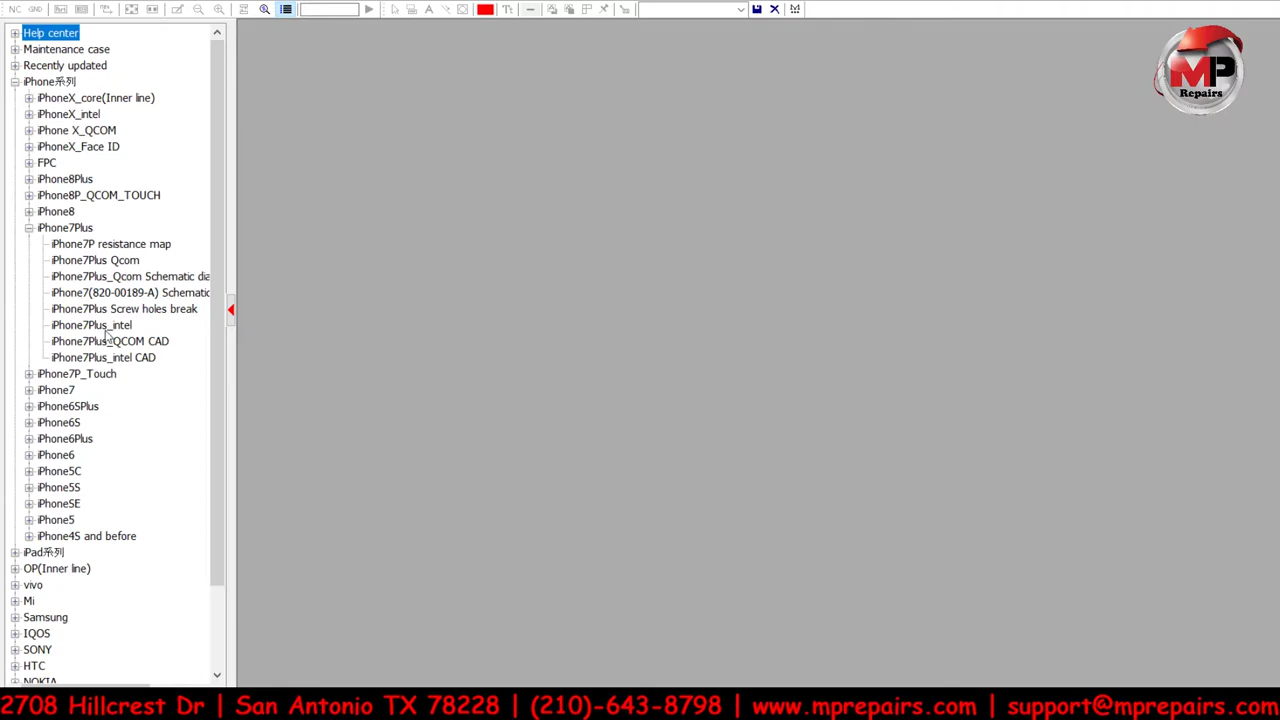 NC GND
MP
Repairs
Help center
Maintenance case
Recently updated
iPhone系列
iPhoneX_core(Inner line)
iPhoneX_intel
iPhone X_QCOM
iPhoneX_Face ID
FPC
iPhone8Plus
iPhone8P_QCOM_TOUCH
iPhone8
iPhone7Plus
iPhone7P resistance map
iPhone7Plus Qcom
iPhone7Plus_Qcom Schematic dia
iPhone7(820-00189-A) Schematic
iPhone7Plus Screw holes break
iPhone7Plus_intel
iPhone7Plus_QCOM CAD
iPhone7Plus_intel CAD
iPhone7P_Touch
iPhone7
iPhone6SPlus
iPhone6S
iPhone6Plus
iPhone6
iPhone5C
iPhone5S
iPhoneSE
iPhone5
iPhone4S and before
iPad系列
OP(Inner line)
vivo
Mi
Samsung
IQOS
SONY
HTC
NOKIA
2708 Hillcrest Dr | San Antonio TX 78228 | (210)-643-8798 | www.mprepairs.com | support@mprepairs.com